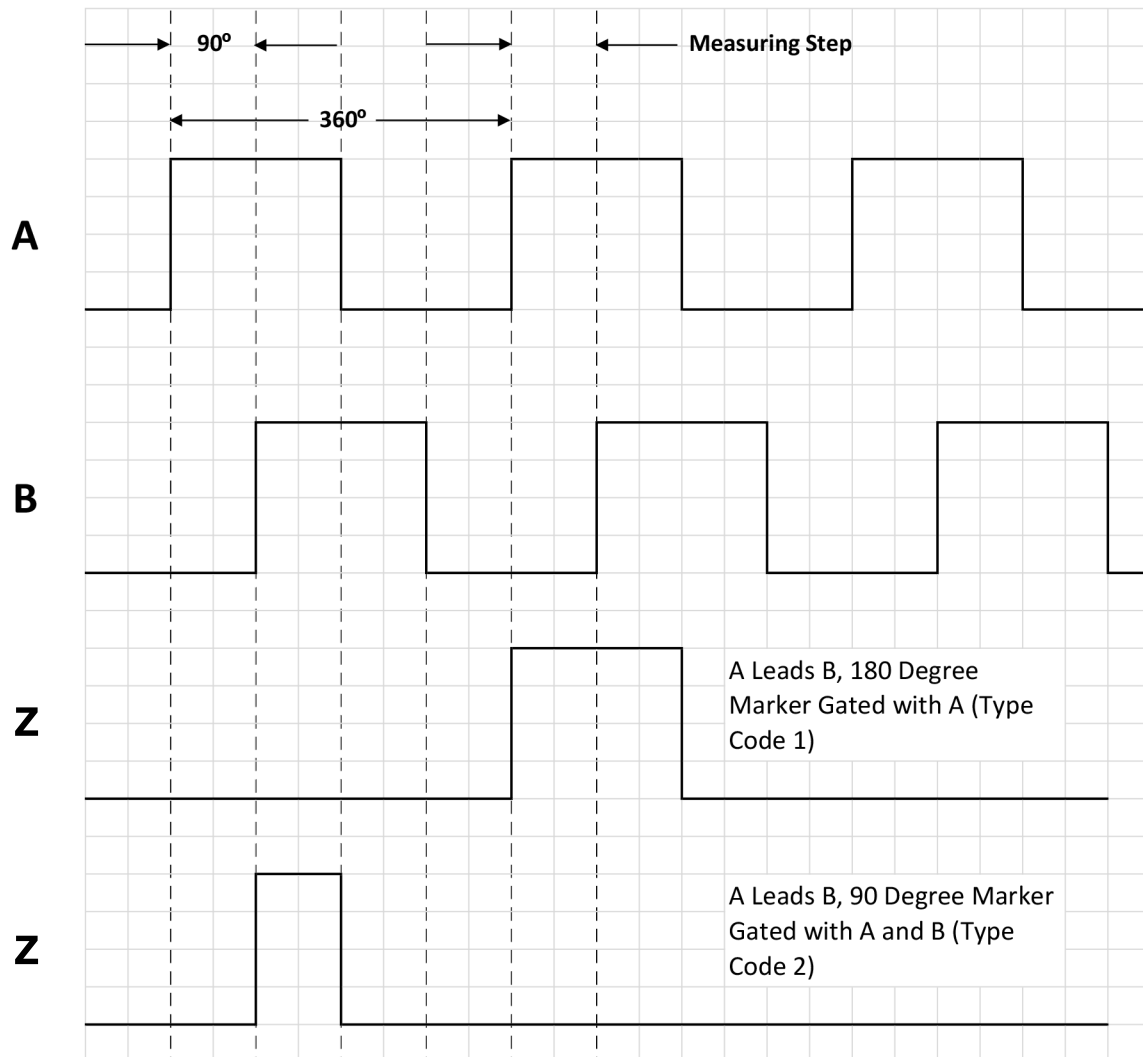 90º
Measuring Step
360º
A
B
Z
A Leads B, 180 Degree
Marker Gated with A (Type
Code 1)
Z
A Leads B, 90 Degree Marker
Gated with A and B (Type
Code 2)